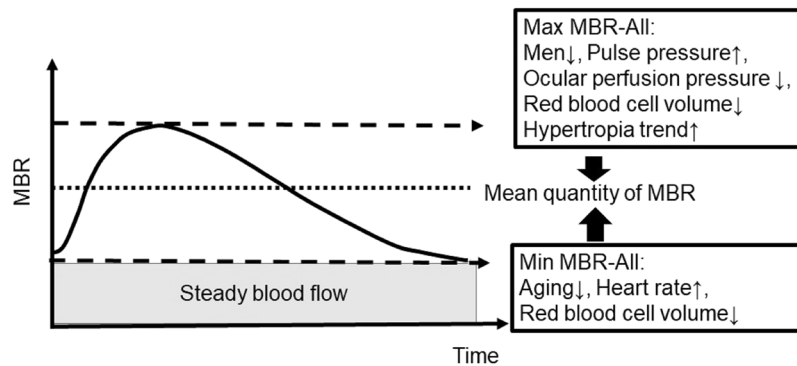 Max MBR-All:
Men↓, Pulse pressure↑,
Ocular perfusion pressure ↓,
Red blood cell volume↓
Hypertropia trend↑
MBR
Mean quantity of MBR
Steady blood flow
Min MBR-All:
Aging↓, Heart rate↑,
Red blood cell volume↓
Time